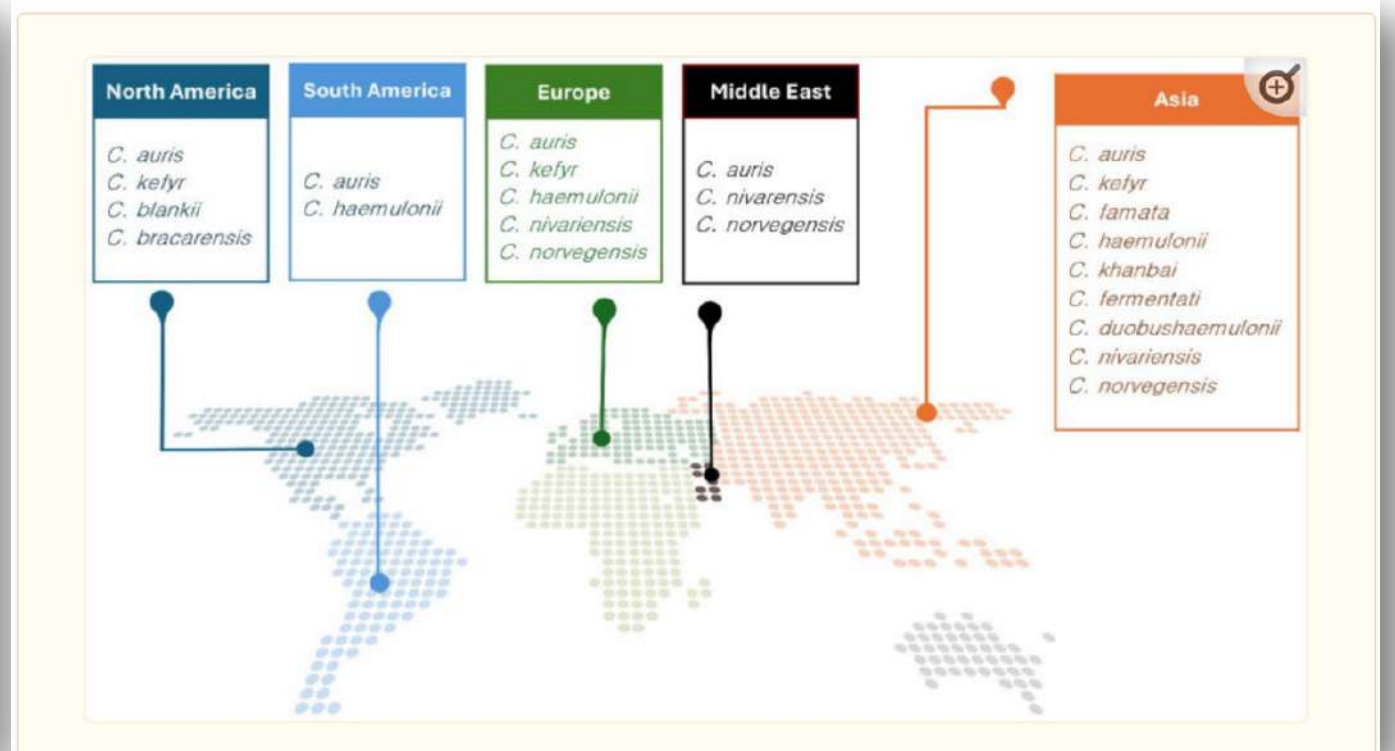 North America
C. auris
C. kefyr
C. blankii
C. bracarensis
South America
C. auris
C. haemulonii
Europe
C. auris
C. kefyr
C. haemulonii
C. nivariensis
C. norvegensis
Middle East
C. auris
C. nivarensis
C. norvegensis
Asia
C. auris
C. kefyr
C. famata
C. haemulonii
C. khanbai
C. fermentati
C. duobushaemulonii
C. nivariensis
C. norvegensis